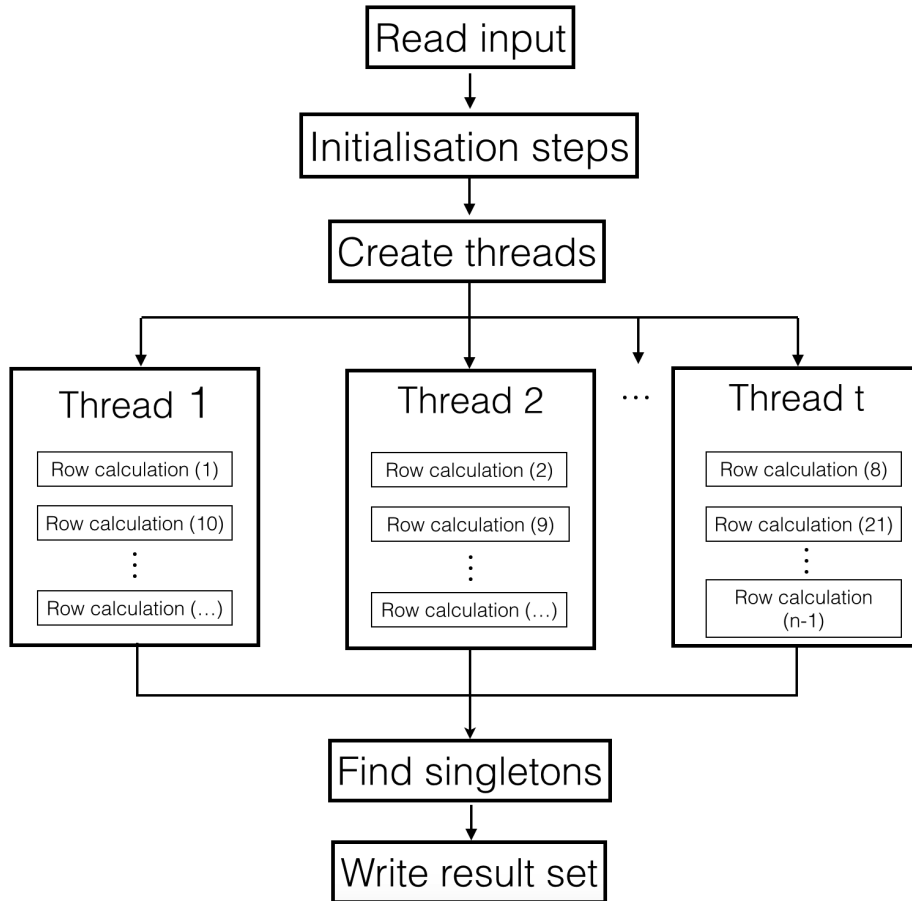 Read input
Initialisation steps
Create threads
Thread 1
Row calculation (1)
Row calculation (10)
⋮
Row calculation (...)
Thread 2
Row calculation (2)
Row calculation (9)
⋮
Row calculation (...)
...
Thread t
Row calculation (8)
Row calculation (21)
⋮
Row calculation
(n-1)
Find singletons
Write result set